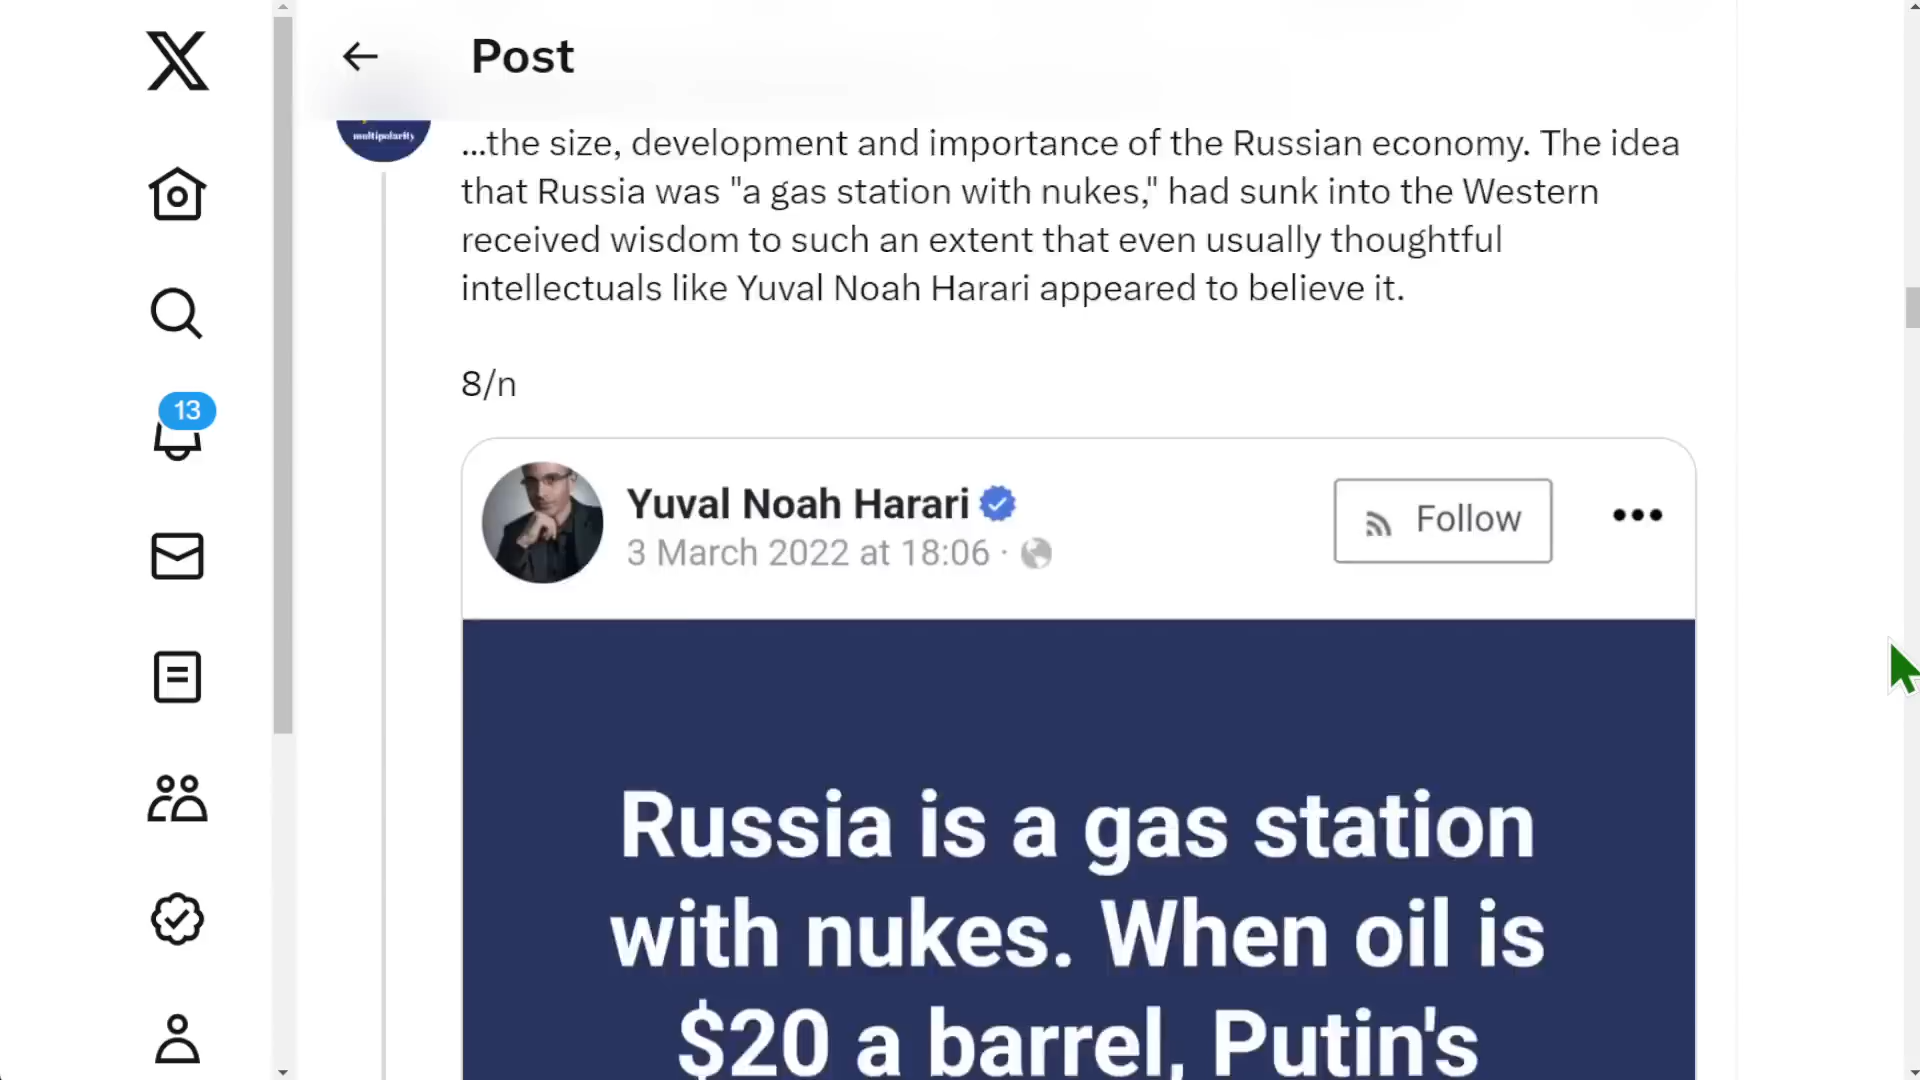 Post
multipolarity
...the size, development and importance of the Russian economy. The idea
that Russia was "a gas station with nukes," had sunk into the Western
received wisdom to such an extent that even usually thoughtful
intellectuals like Yuval Noah Harari appeared to believe it.
8/n
13
Yuval Noah Harari
3 March 2022 at 18:06 ·
Follow
Russia is a gas station
with nukes. When oil is
$20 a barrel, Putin's